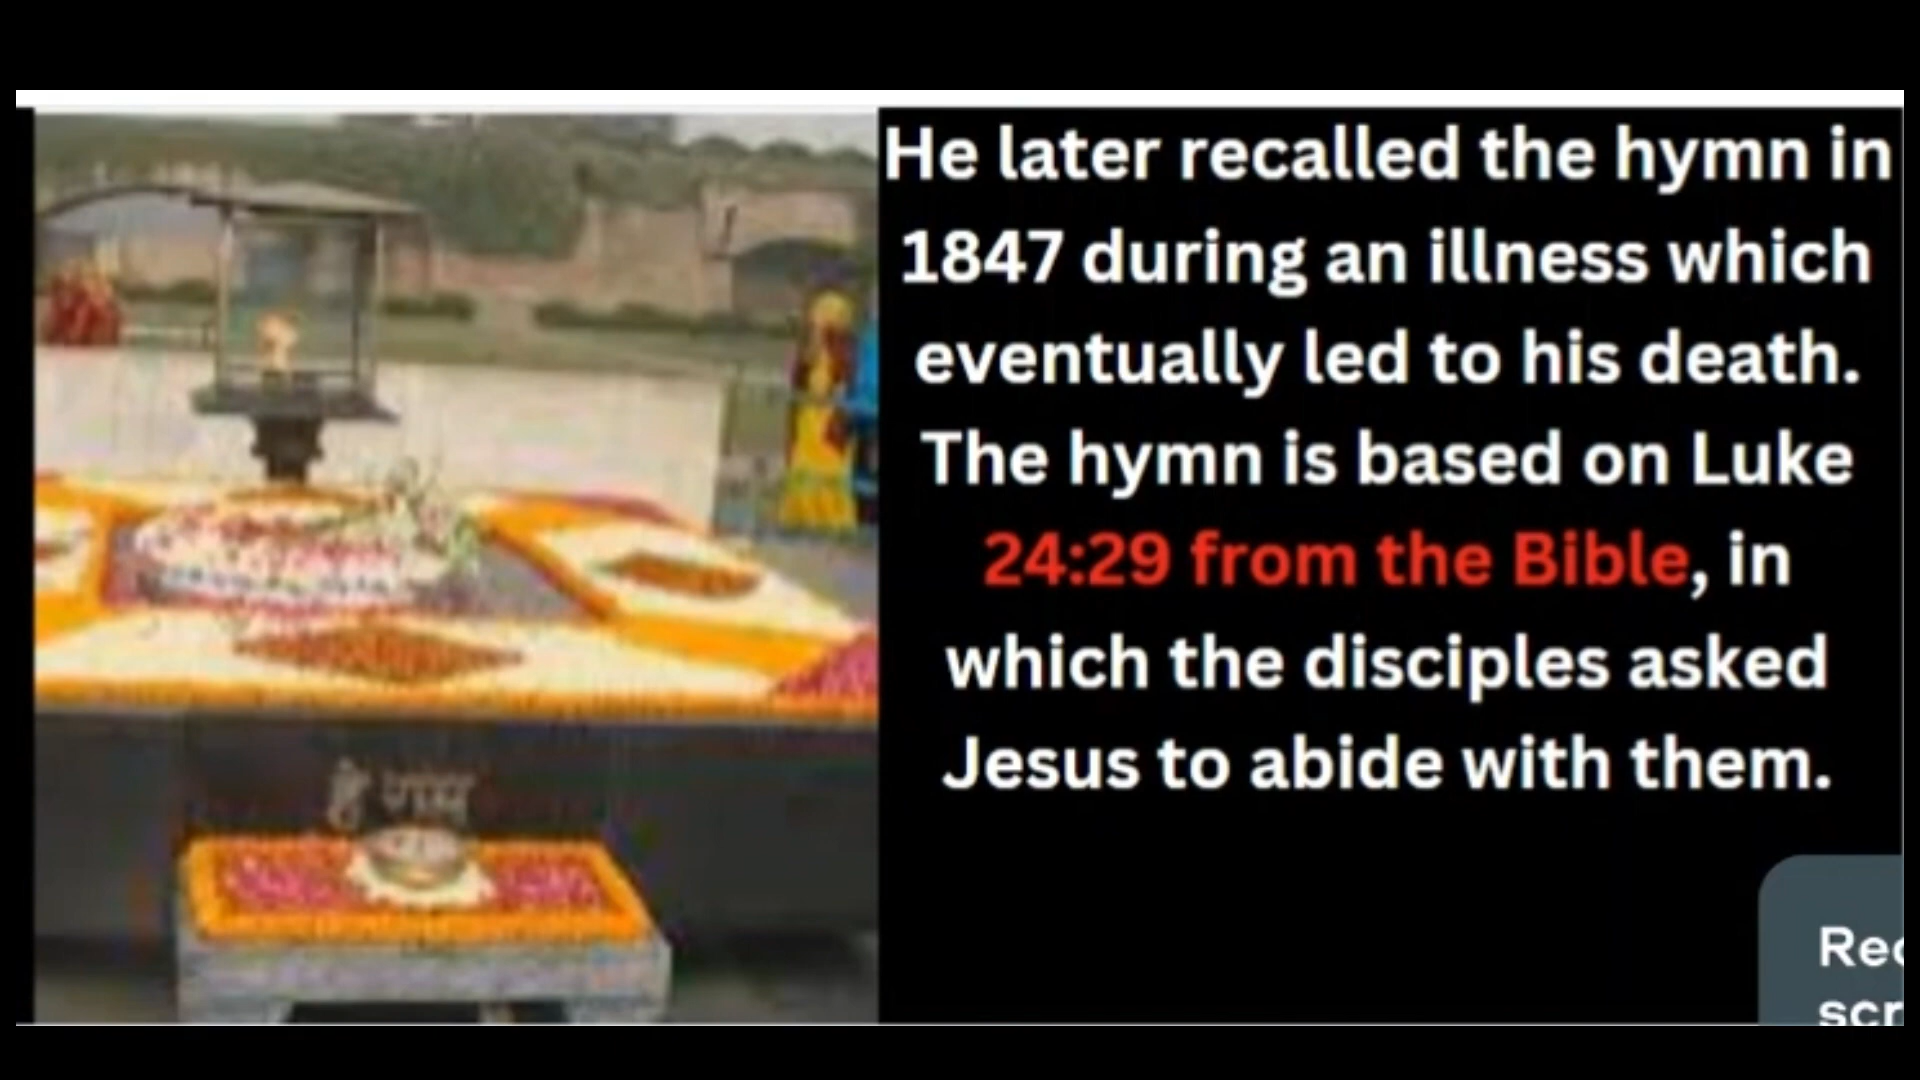 He later recalled the hymn in
1847 during an illness which
eventually led to his death.
The hymn is based on Luke
24:29 from the Bible, in
which the disciples asked
Jesus to abide with them.
हे राम